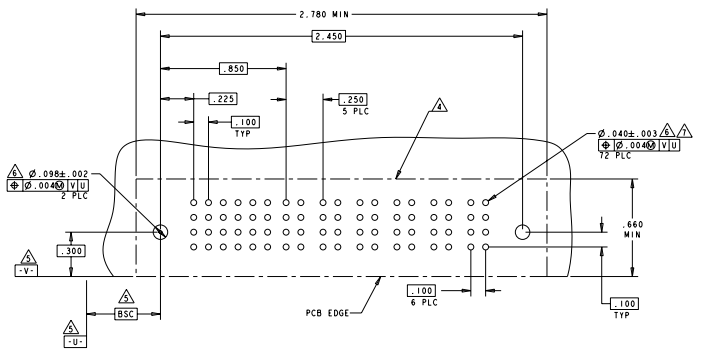 2.780 MIN
2.450
.850
.225
.250
5 PLC
.100
TYP
4
Ø.040±.003 6 7
⌖ Ø.004Ⓜ V U
72 PLC
6 Ø.098±.002
⌖ Ø.004Ⓜ V U
2 PLC
.660
MIN
.300
5
-V-
5
BSC
.100
6 PLC
.100
TYP
PCB EDGE
5
-U-